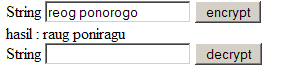 String reog ponorogo encrypt
hasil : raug poniragu
String decrypt